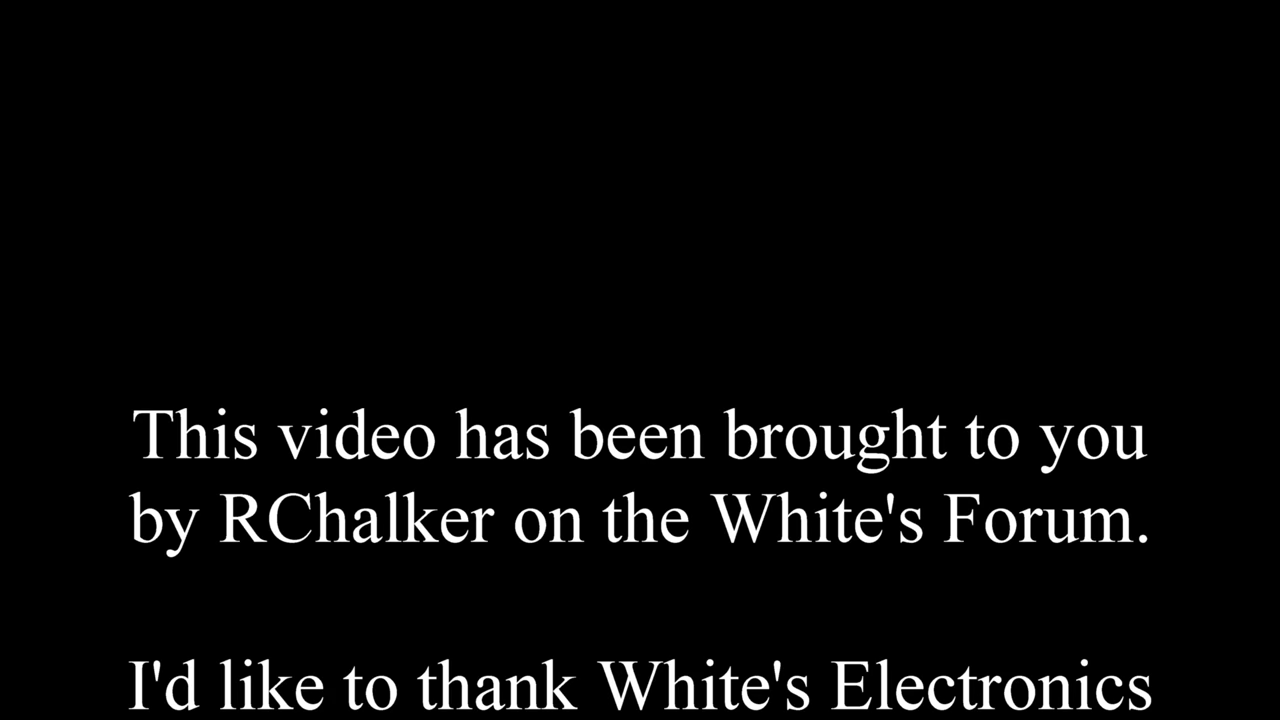 This video has been brought to you
by RChalker on the White's Forum.
I'd like to thank White's Electronics